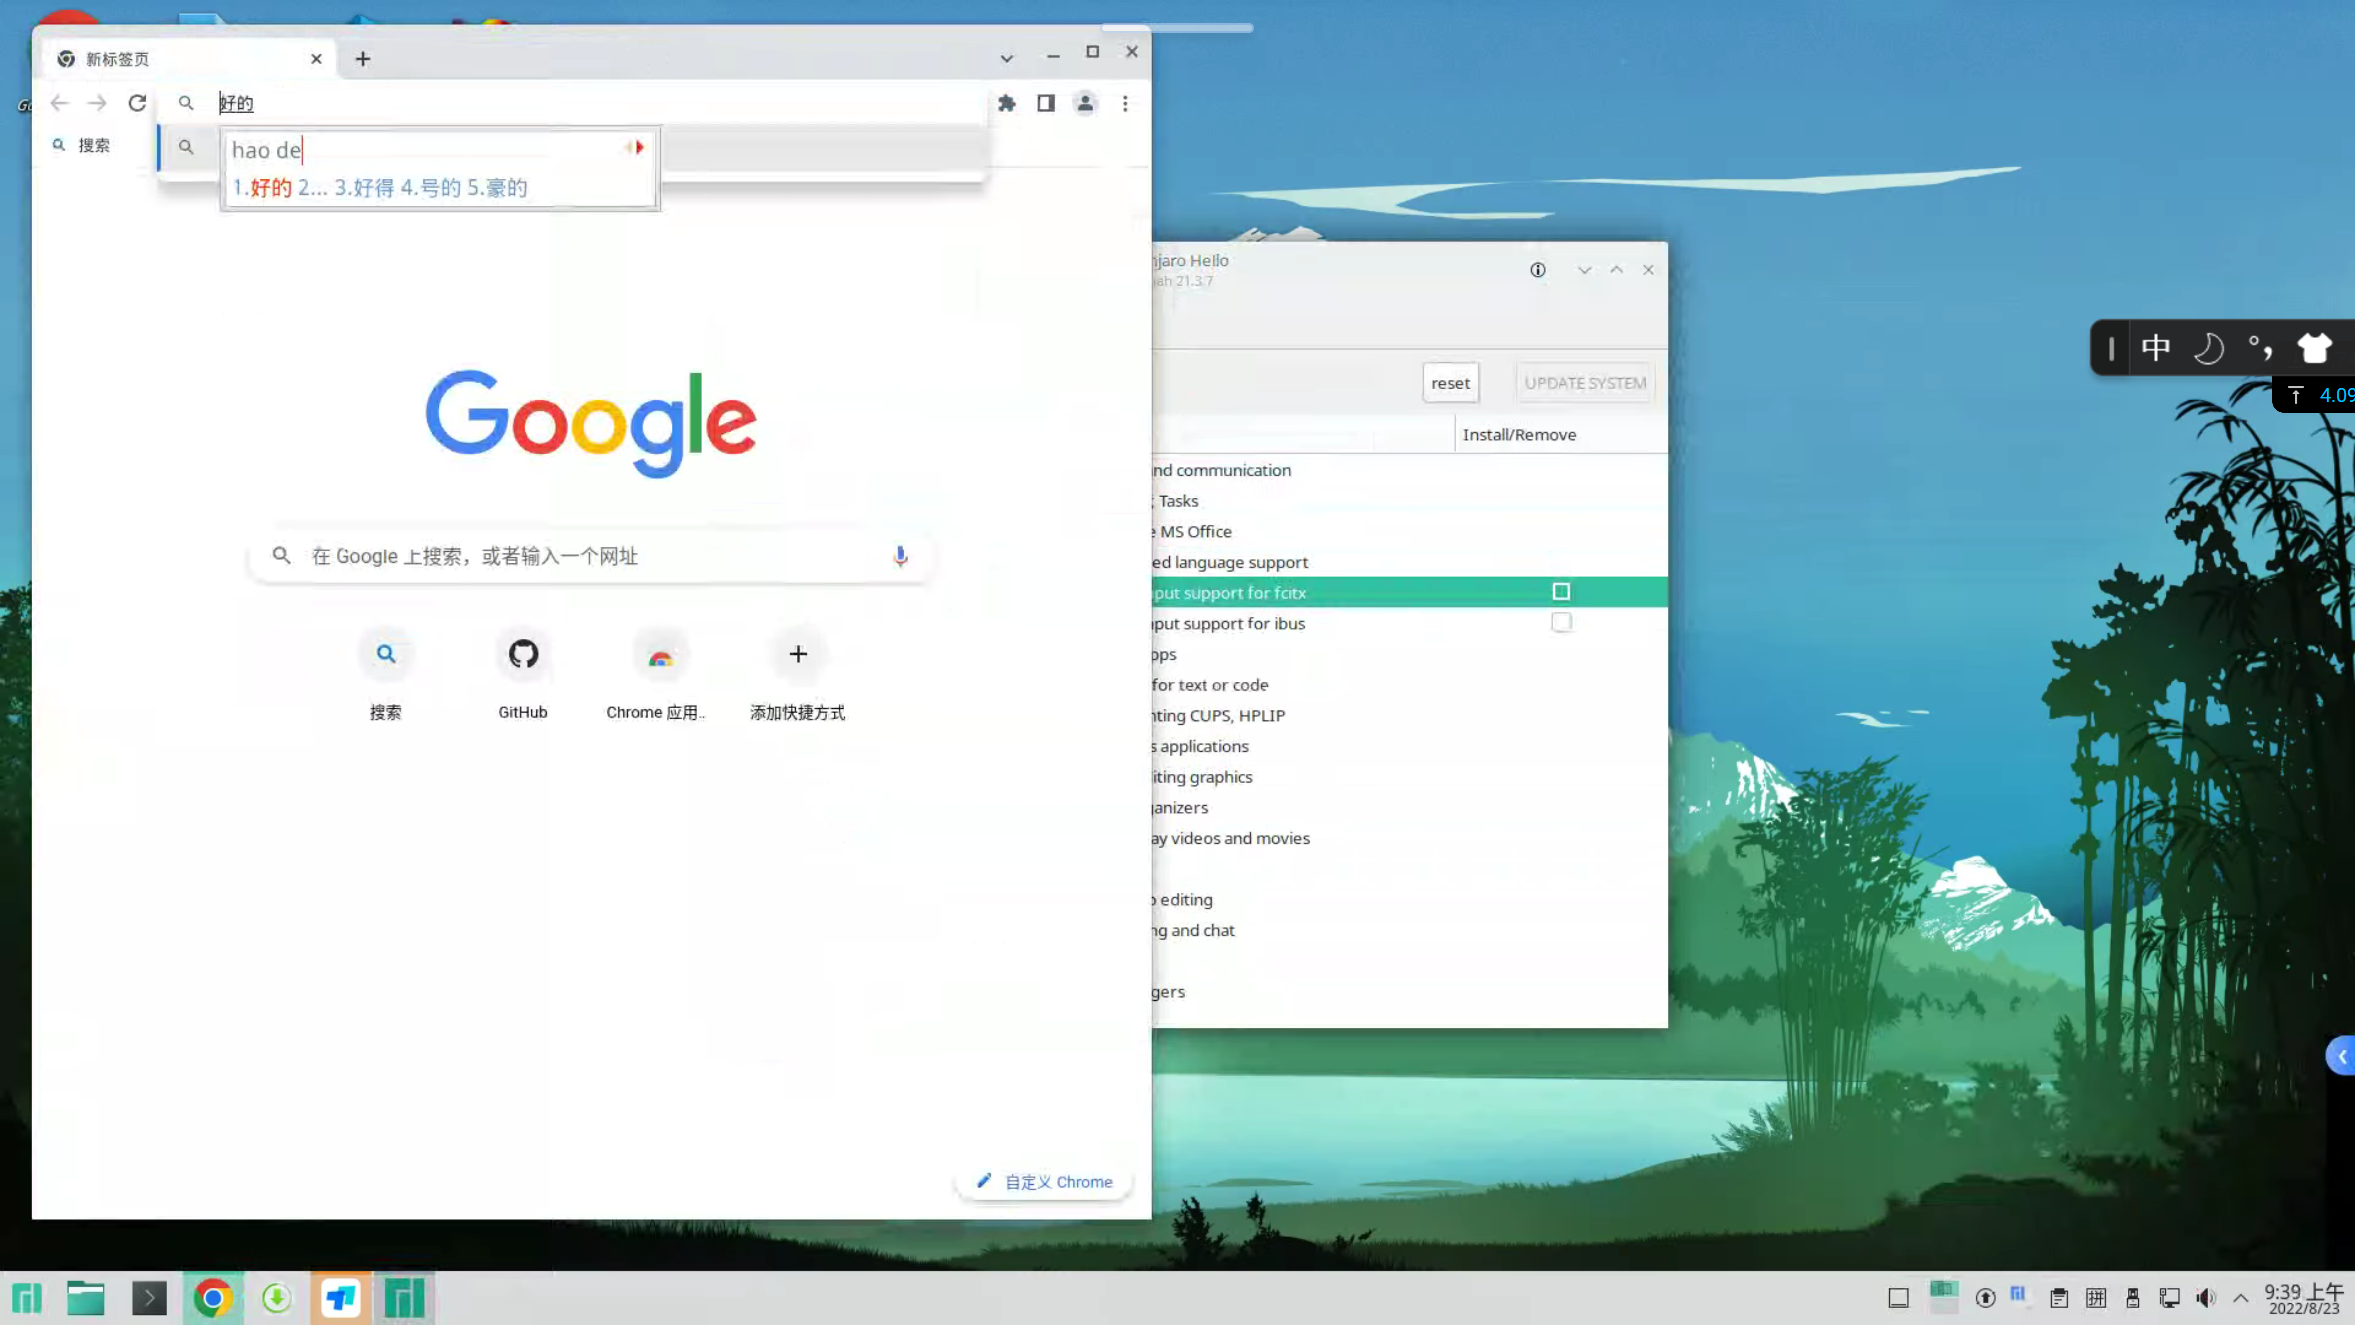 新标签页
好的
搜索
hao de
1.好的 2... 3.好得 4.号的 5.豪的
Google
在 Google 上搜索，或者输入一个网址
搜索
GitHub
Chrome 应用..
添加快捷方式
自定义 Chrome
njaro Hello
ah 21.3.7
reset
UPDATE SYSTEM
Install/Remove
nd communication
, Tasks
e MS Office
ed language support
put support for fcitx
put support for ibus
pps
for text or code
nting CUPS, HPLIP
s applications
iting graphics
ganizers
ay videos and movies
o editing
ng and chat
gers
中
4.09
拼
9:39 上午
2022/8/23